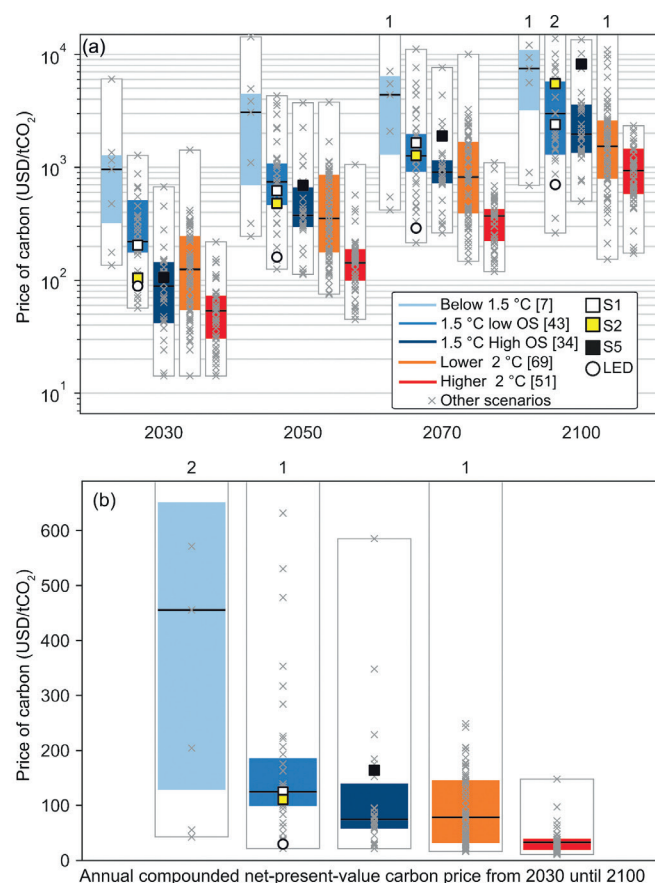 1
1 2 1
(a)
10⁴
10³
10²
10¹
Price of carbon (USD/tCO₂)
Below 1.5 °C [7]
1.5 °C low OS [43]
1.5 °C High OS [34]
Lower 2 °C [69]
Higher 2 °C [51]
Other scenarios
S1
S2
S5
LED
2030 2050 2070 2100
2 1 1
(b)
600
500
400
300
200
100
0
Price of carbon (USD/tCO₂)
Annual compounded net-present-value carbon price from 2030 until 2100